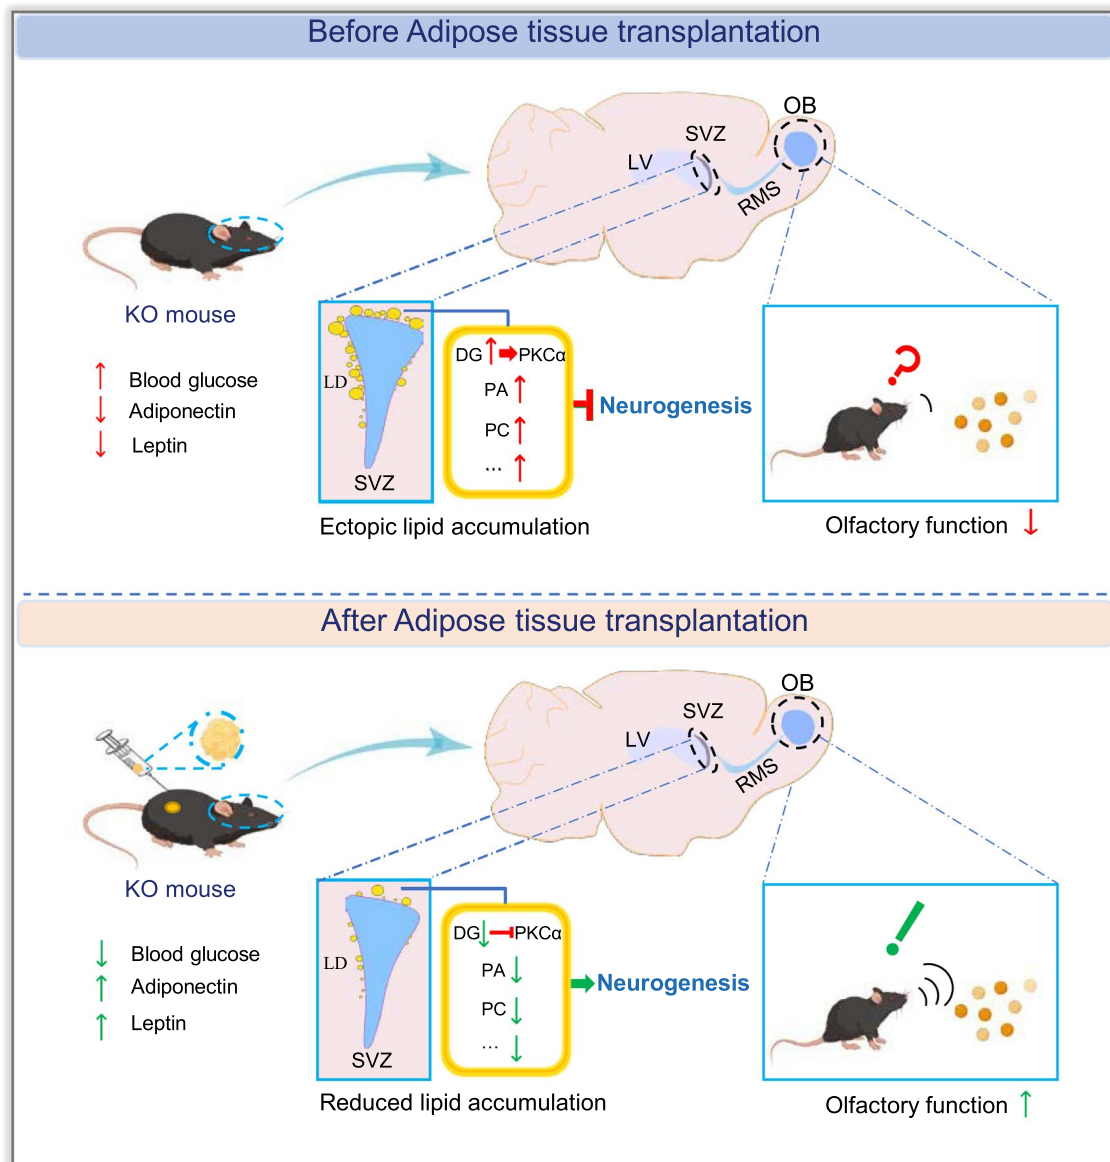 Before Adipose tissue transplantation
OB
SVZ
LV
RMS
KO mouse
↑ Blood glucose
↓ Adiponectin
↓ Leptin
LD
SVZ
DG ↑ → PKCα
PA ↑
PC ↑
... ↑
Neurogenesis
?
Ectopic lipid accumulation
Olfactory function ↓
After Adipose tissue transplantation
OB
SVZ
LV
RMS
KO mouse
↓ Blood glucose
↑ Adiponectin
↑ Leptin
LD
SVZ
DG ↓ PKCα
PA ↓
PC ↓
... ↓
Neurogenesis
!
Reduced lipid accumulation
Olfactory function ↑